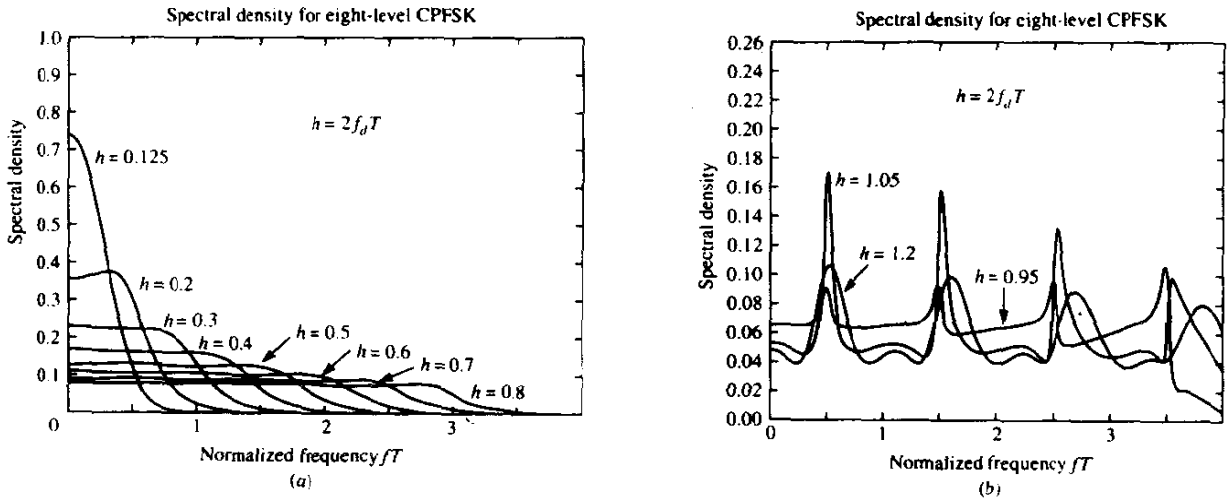 Spectral density for eight-level CPFSK
1.0
0.9
0.8
0.7
0.6
0.5
0.4
0.3
0.2
0.1
0
1
2
3
Spectral density
h = 2f_dT
h = 0.125
h = 0.2
h = 0.3
h = 0.4
h = 0.5
h = 0.6
h = 0.7
h = 0.8
Normalized frequency fT
(a)
Spectral density for eight-level CPFSK
0.26
0.24
0.22
0.20
0.18
0.16
0.14
0.12
0.10
0.08
0.06
0.04
0.02
0.00
0
1
2
3
Spectral density
h = 2f_dT
h = 1.05
h = 1.2
h = 0.95
Normalized frequency fT
(b)